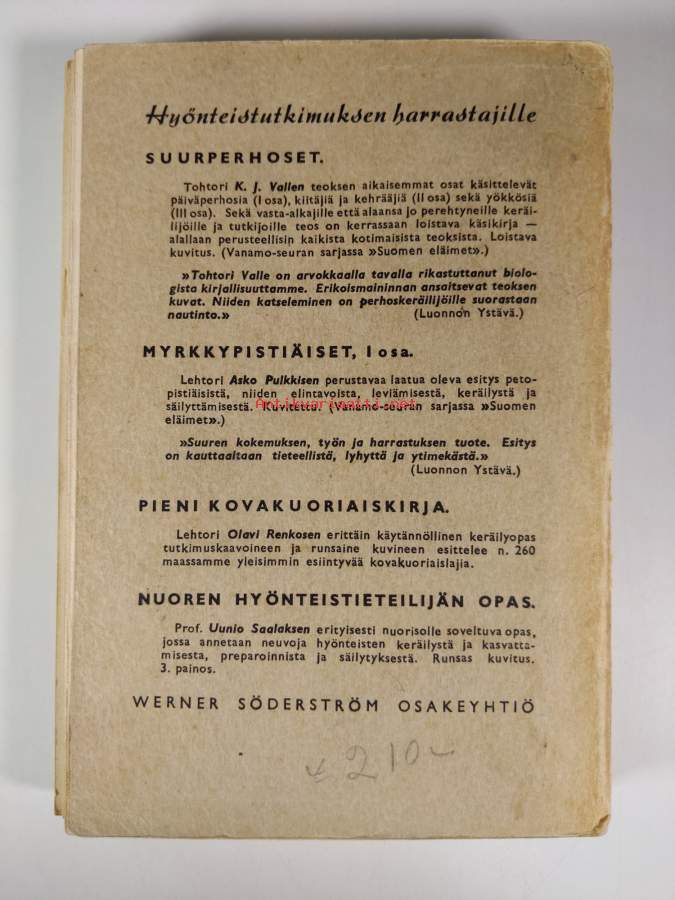 Hyönteistutkimuksen harrastajille
SUURPERHOSET.
Tohtori K. J. Vallen teoksen aikaisemmat osat käsittelevät
päiväperhosia (I osa), kiitäjiä ja kehrääjiä (II osa) sekä yökkösiä
(III osa). Sekä vasta-alkajille että alaansa jo perehtyneille keräi-
lijöille ja tutkijoille teos on kerrassaan loistava käsikirja —
alallaan perusteellisin kaikista kotimaisista teoksista. Loistava
kuvitus. (Vanamo-seuran sarjassa »Suomen eläimet».)
»Tohtori Valle on arvokkaalla tavalla rikastuttanut biolo-
gista kirjallisuuttamme. Erikoismaininnan ansaitsevat teoksen
kuvat. Niiden katseleminen on perhoskeräilijöille suorastaan
nautinto.» (Luonnon Ystävä.)
MYRKKYPISTIÄISET, I osa.
Lehtori Asko Pulkkisen perustavaa laatua oleva esitys peto-
pistiäisistä, niiden elintavoista, leviämisestä, keräilystä ja
säilyttämisestä. Kuvitettu. (Vanamo-seuran sarjassa »Suomen
eläimet».)
Antikvariaatti.net
»Suuren kokemuksen, työn ja harrastuksen tuote. Esitys
on kauttaaltaan tieteellistä, lyhyttä ja ytimekästä.»
(Luonnon Ystävä.)
PIENI KOVAKUORIAISKIRJA.
Lehtori Olavi Renkosen erittäin käytännöllinen keräilyopas
tutkimuskaavoineen ja runsaine kuvineen esittelee n. 260
maassamme yleisimmin esiintyvää kovakuoriaislajia.
NUOREN HYÖNTEISTIETEILIJÄN OPAS.
Prof. Uunio Saalaksen erityisesti nuorisolle soveltuva opas,
jossa annetaan neuvoja hyönteisten keräilystä ja kasvatta-
misesta, preparoinnista ja säilytyksestä. Runsas kuvitus.
3. painos.
WERNER SÖDERSTRÖM OSAKEYHTIÖ
210